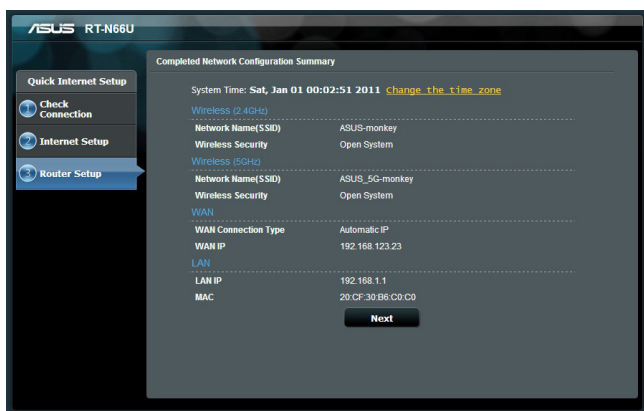 ASUS RT-N66U
Completed Network Configuration Summary
Quick Internet Setup
1 Check Connection
2 Internet Setup
3 Router Setup
System Time: Sat, Jan 01 00:02:51 2011 Change the time zone
Wireless (2.4GHz)
Network Name(SSID) ASUS-monkey
Wireless Security Open System
Wireless (5GHz)
Network Name(SSID) ASUS_5G-monkey
Wireless Security Open System
WAN
WAN Connection Type Automatic IP
WAN IP 192.168.123.23
LAN
LAN IP 192.168.1.1
MAC 20:CF:30:B6:C0:C0
Next